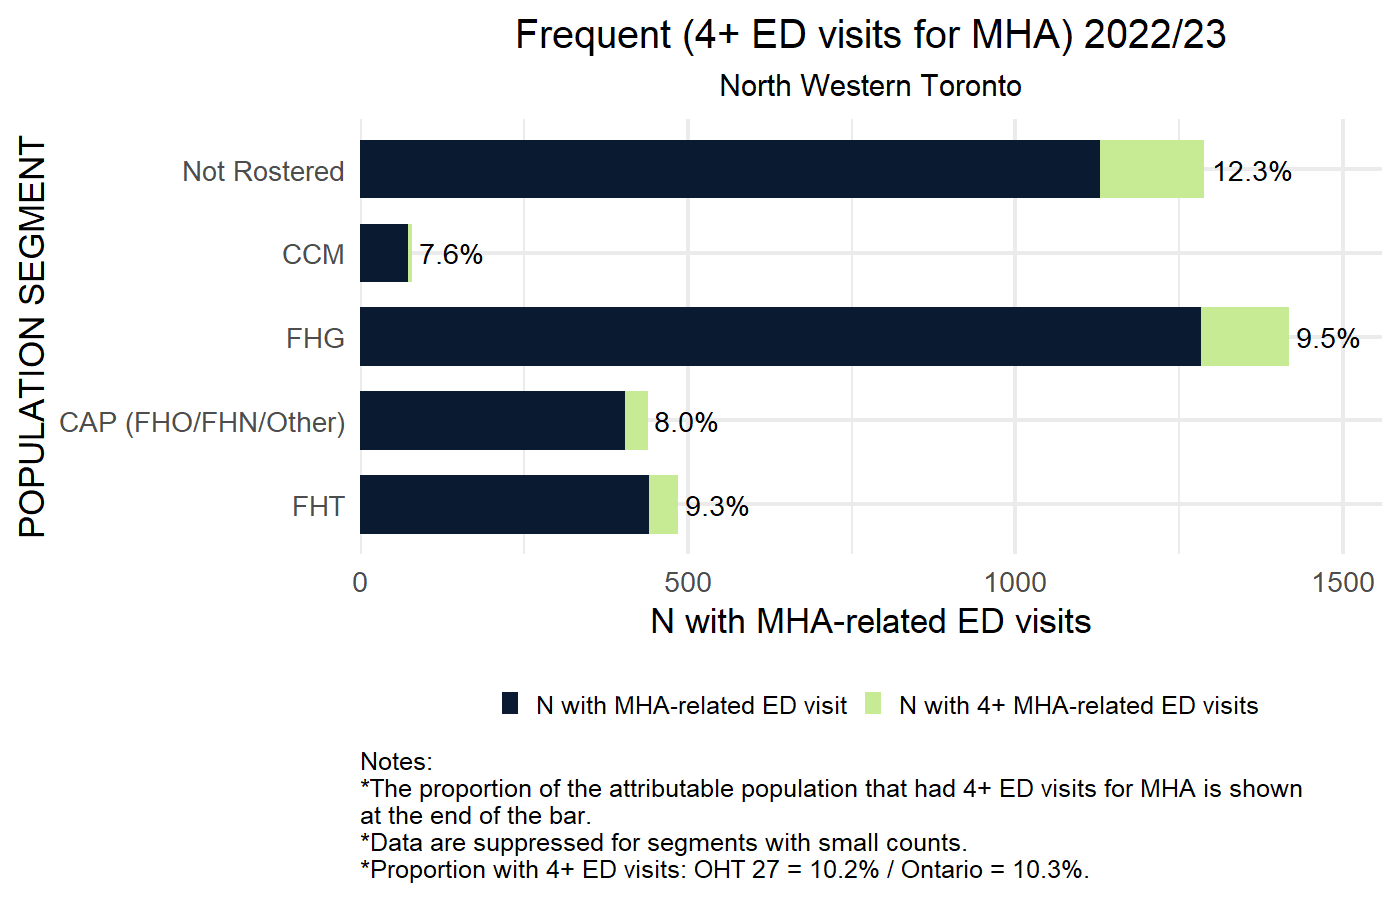 Frequent (4+ ED visits for MHA) 2022/23
North Western Toronto
POPULATION SEGMENT
Not Rostered
12.3%
CCM
7.6%
FHG
9.5%
CAP (FHO/FHN/Other)
8.0%
FHT
9.3%
0
500
1000
1500
N with MHA-related ED visits
N with MHA-related ED visit
N with 4+ MHA-related ED visits
Notes:
*The proportion of the attributable population that had 4+ ED visits for MHA is shown
at the end of the bar.
*Data are suppressed for segments with small counts.
*Proportion with 4+ ED visits: OHT 27 = 10.2% / Ontario = 10.3%.